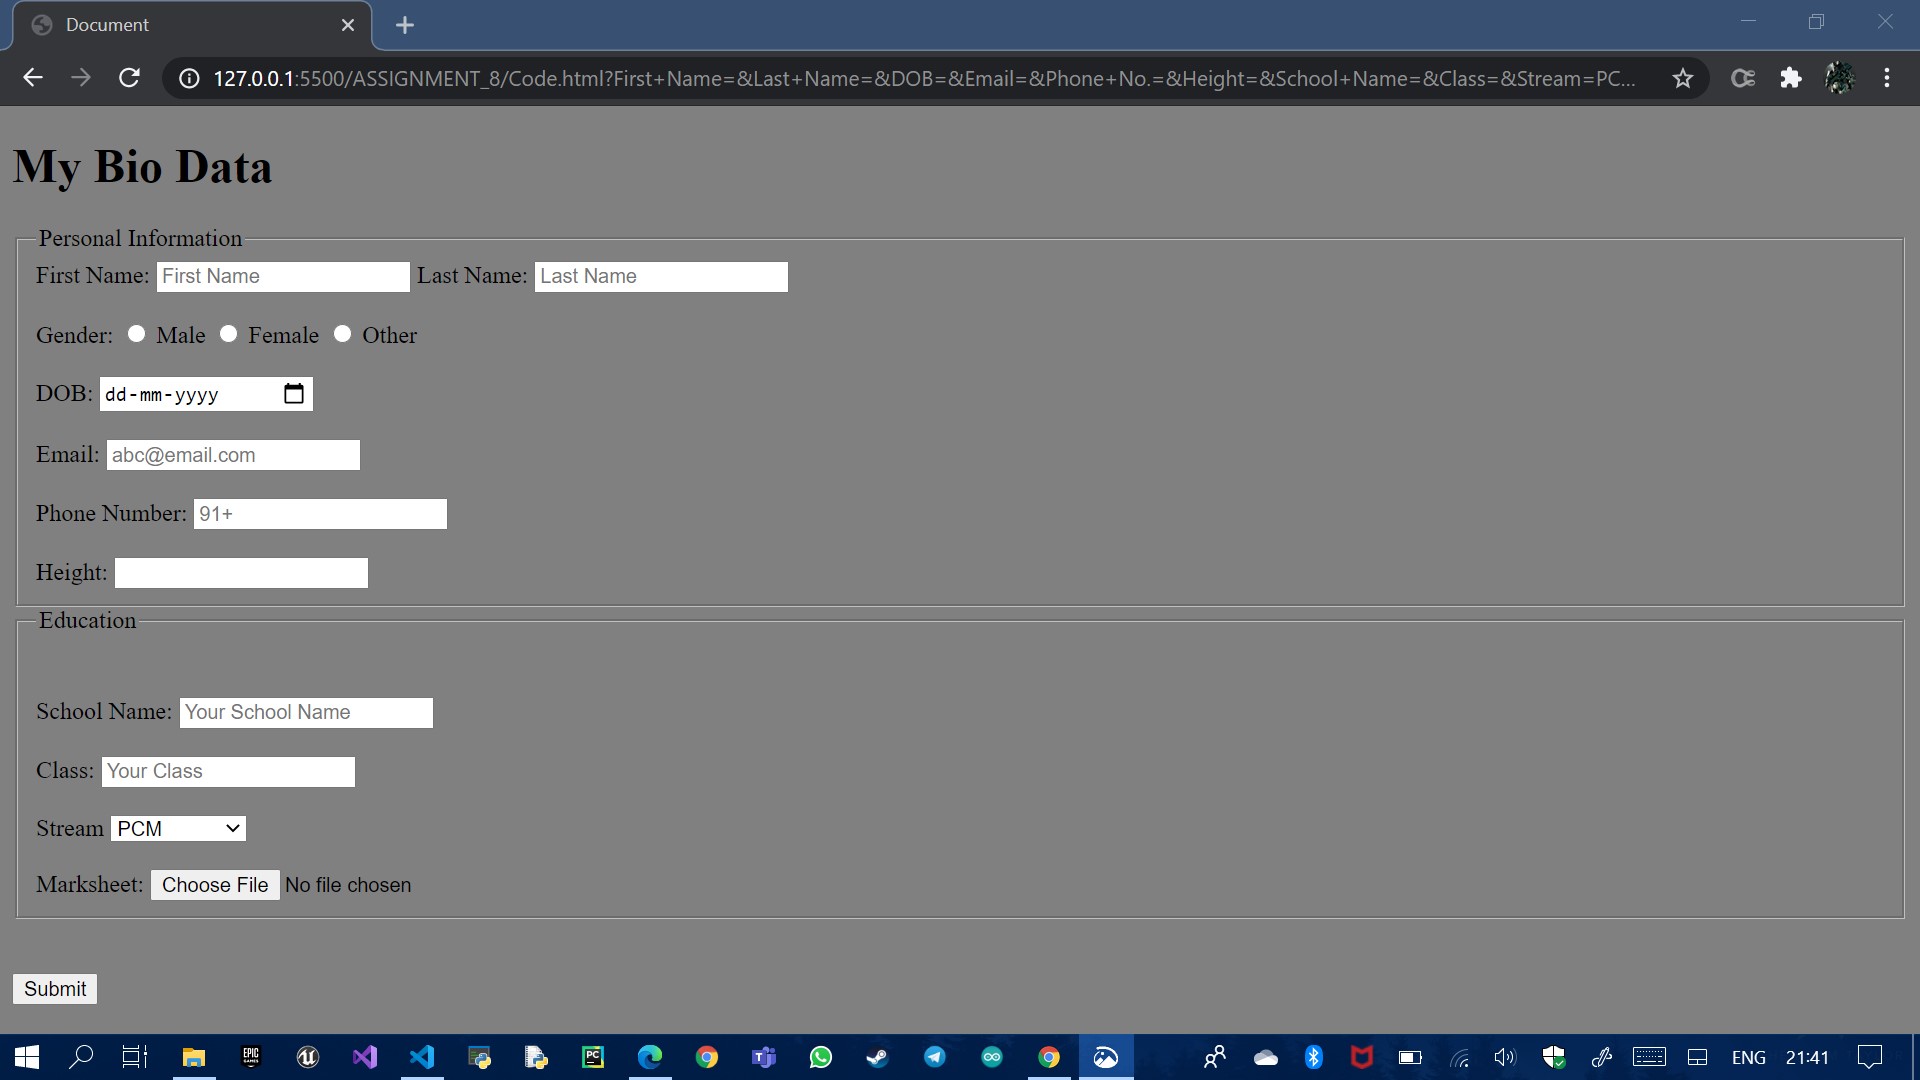 Document
127.0.0.1:5500/ASSIGNMENT_8/Code.html?First+Name=&Last+Name=&DOB=&Email=&Phone+No.=&Height=&School+Name=&Class=&Stream=PC...
My Bio Data
Personal Information
First Name: First Name Last Name: Last Name
Gender: Male Female Other
DOB: dd-mm-yyyy
Email: abc@email.com
Phone Number: 91+
Height:
Education
School Name: Your School Name
Class: Your Class
Stream PCM
Marksheet: Choose File No file chosen
Submit
EPIC GAMES PC ENG 21:41